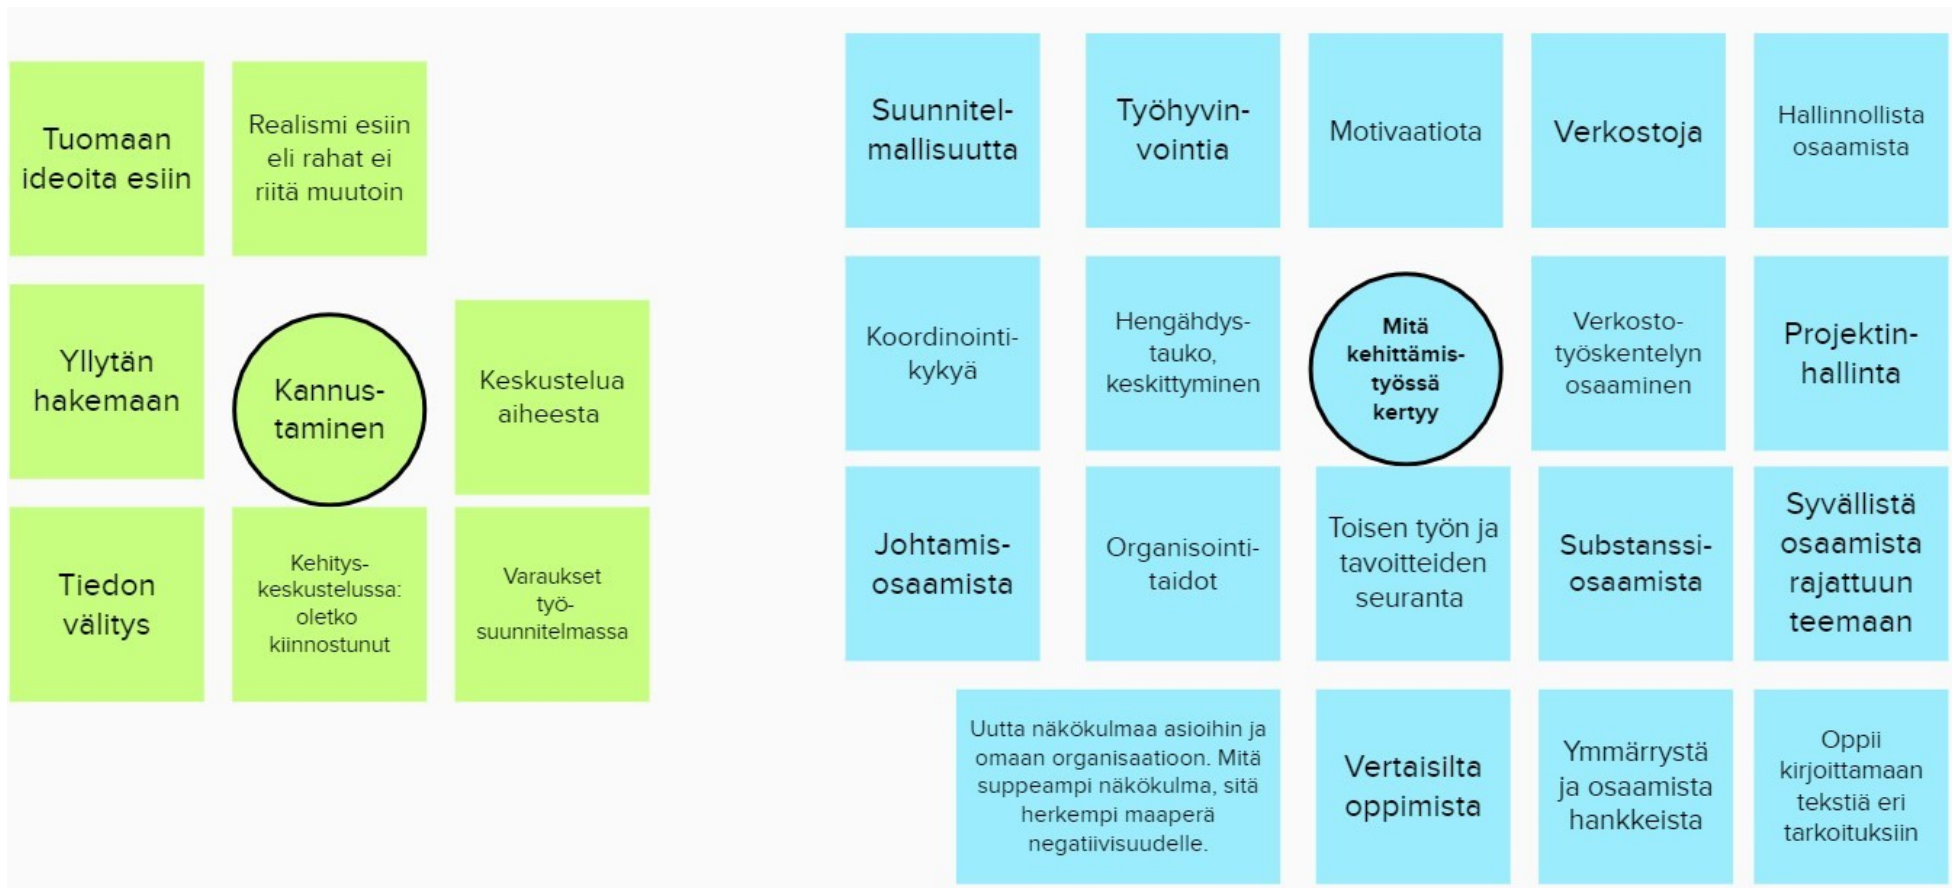 Tuomaan
ideoita esiin
Realismi esiin
eli rahat ei
riitä muutoin
Yllytän
hakemaan
Kannus-
taminen
Keskustelua
aiheesta
Tiedon
välitys
Kehitys-
keskustelussa:
oletko
kiinnostunut
Varaukset
työ-
suunnitelmassa
Suunnitel-
mallisuutta
Työhyvin-
vointia
Motivaatiota
Verkostoja
Hallinnollista
osaamista
Koordinointi-
kykyä
Hengähdys-
tauko,
keskittyminen
Mitä
kehittämis-
työssä
kertyy
Verkosto-
työskentelyn
osaaminen
Projektin-
hallinta
Johtamis-
osaamista
Organisointi-
taidot
Toisen työn ja
tavoitteiden
seuranta
Substanssi-
osaamista
Syvällistä
osaamista
rajattuun
teemaan
Uutta näkökulmaa asioihin ja
omaan organisaatioon. Mitä
suppeampi näkökulma, sitä
herkempi maaperä
negatiivisuudelle.
Vertaisilta
oppimista
Ymmärrystä
ja osaamista
hankkeista
Oppii
kirjoittamaan
tekstiä eri
tarkoituksiin